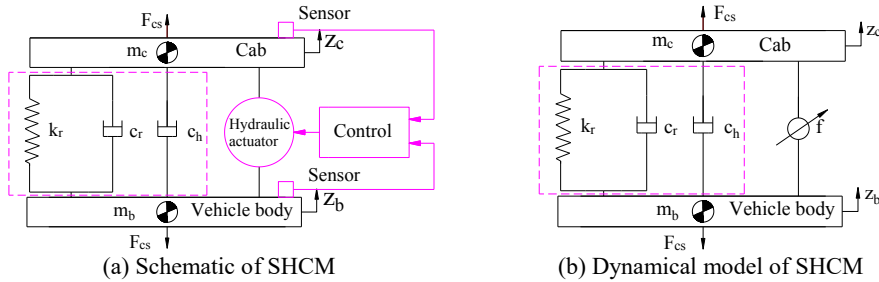 F_cs
Sensor
m_c
Cab
z_c
k_r
c_r
c_h
Hydraulic
actuator
Control
Sensor
m_b
Vehicle body
z_b
F_cs
(a) Schematic of SHCM
F_cs
m_c
Cab
z_c
k_r
c_r
c_h
f
m_b
Vehicle body
z_b
F_cs
(b) Dynamical model of SHCM